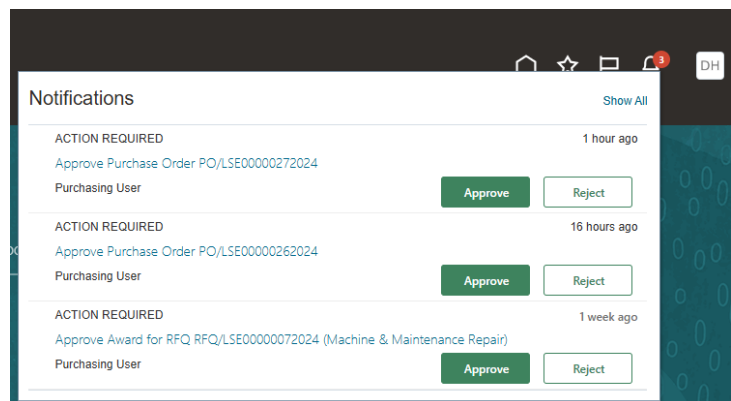 3
DH
Notifications
Show All
ACTION REQUIRED
1 hour ago
Approve Purchase Order PO/LSE00000272024
Purchasing User
Approve
Reject
ACTION REQUIRED
16 hours ago
Approve Purchase Order PO/LSE00000262024
Purchasing User
Approve
Reject
ACTION REQUIRED
1 week ago
Approve Award for RFQ RFQ/LSE00000072024 (Machine & Maintenance Repair)
Purchasing User
Approve
Reject